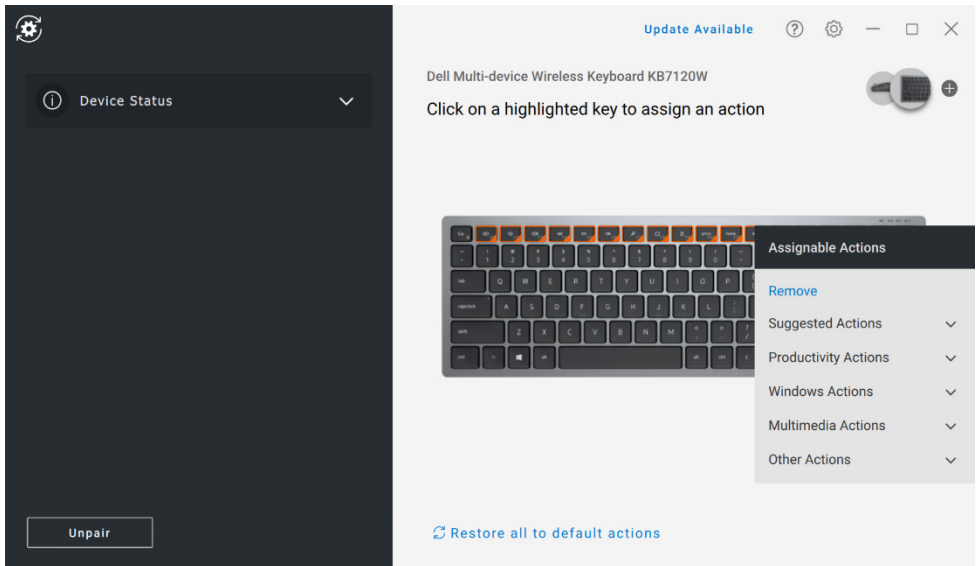 Update Available
Device Status
Dell Multi-device Wireless Keyboard KB7120W
Click on a highlighted key to assign an action
Q W E R T Y U I O P
A S D F G H J K L
Z X C V B N M
Assignable Actions
Remove
Suggested Actions
Productivity Actions
Windows Actions
Multimedia Actions
Other Actions
Unpair
Restore all to default actions